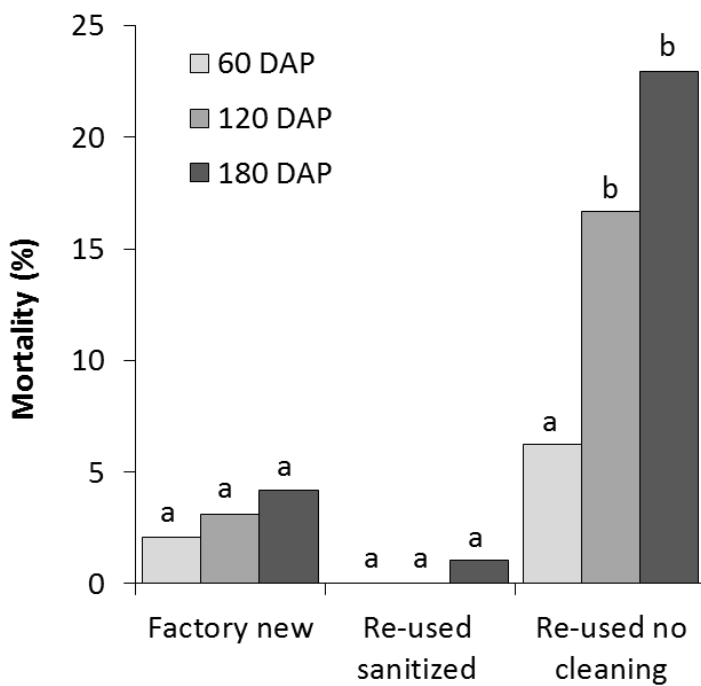 25
20
15
10
5
0
Mortality (%)
60 DAP
120 DAP
180 DAP
a
a
a
a
a
a
a
b
b
Factory new
Re-used
sanitized
Re-used no
cleaning